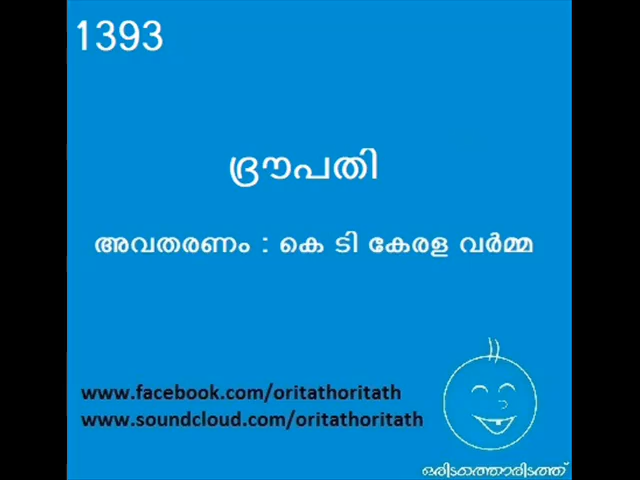 1393
ദ്രൗപതി
അവതരണം : കെ ടി കേരള വർമ്മ
www.facebook.com/oritathoritath
www.soundcloud.com/oritathoritath
ഒരിടത്തൊരിടത്ത്